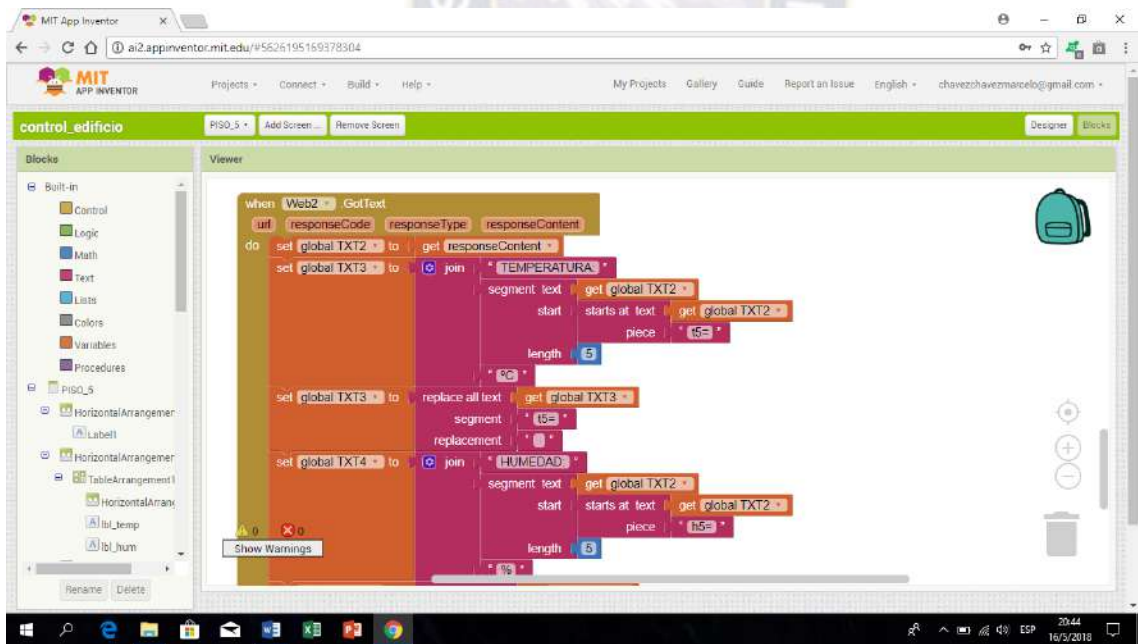 MIT App Inventor
ai2.appinventor.mit.edu/#5626195169378304
MIT APP INVENTOR
Projects Connect Build Help My Projects Gallery Guide Report an Issue English chavezchavezmarcelo@gmail.com
control_edificio PISO_5 Add Screen ... Remove Screen Designer Blocks
Blocks Viewer
Built-in
Control
Logic
Math
Text
Lists
Colors
Variables
Procedures
PISO_5
HorizontalArrangemen
Label1
HorizontalArrangemen
TableArrangement1
HorizontalArrang
lbl_temp
lbl_hum
Rename Delete
when Web2 .GotText
url responseCode responseType responseContent
do set global TXT2 to get responseContent
set global TXT3 to join " TEMPERATURA: "
segment text get global TXT2
start starts at text get global TXT2
piece " t5= "
length 5
" ºC "
set global TXT3 to replace all text get global TXT3
segment " t5= "
replacement " "
set global TXT4 to join " HUMEDAD: "
segment text get global TXT2
start starts at text get global TXT2
piece " h5= "
length 5
" % "
0 0
Show Warnings
ESP 20:44
16/5/2018